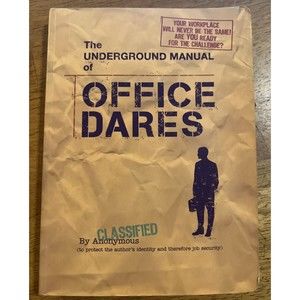 YOUR WORKPLACE
WILL NEVER BE THE SAME!
ARE YOU READY
FOR THE CHALLENGE?
The
UNDERGROUND MANUAL
of
OFFICE
DARES
CLASSIFIED
By Anonymous
(to protect the author's identity and therefore job security)